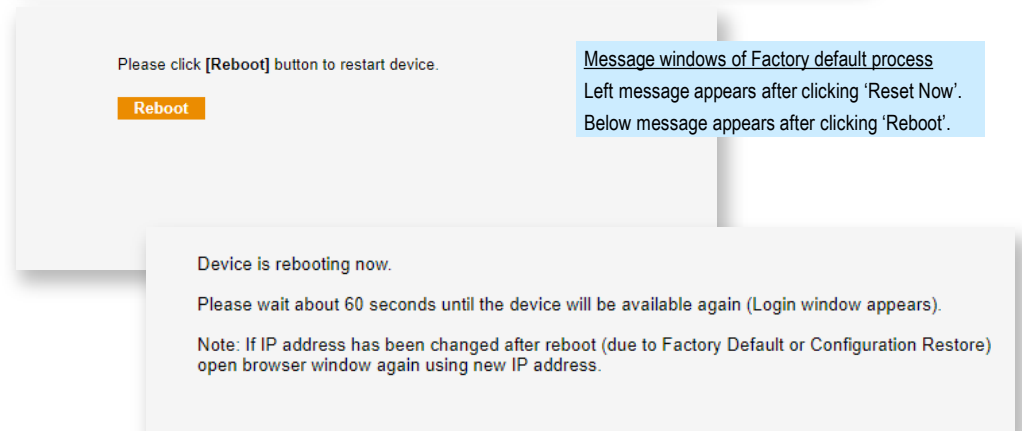 Please click [Reboot] button to restart device.
Reboot
Message windows of Factory default process
Left message appears after clicking ‘Reset Now’.
Below message appears after clicking ‘Reboot’.
Device is rebooting now.
Please wait about 60 seconds until the device will be available again (Login window appears).
Note: If IP address has been changed after reboot (due to Factory Default or Configuration Restore)
open browser window again using new IP address.